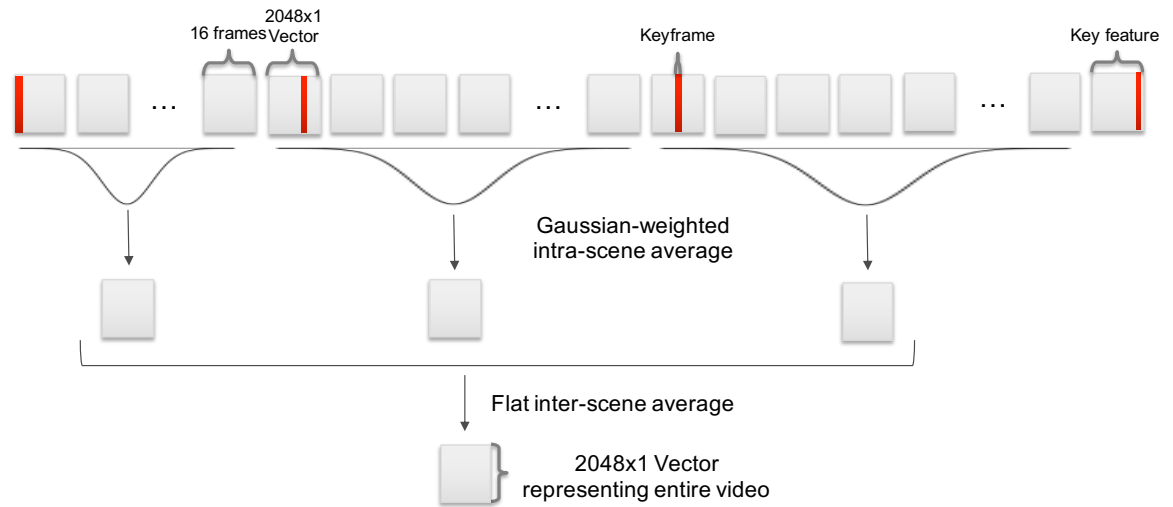 16 frames
2048x1
Vector
Keyframe
Key feature
...
...
...
Gaussian-weighted
intra-scene average
Flat inter-scene average
2048x1 Vector
representing entire video